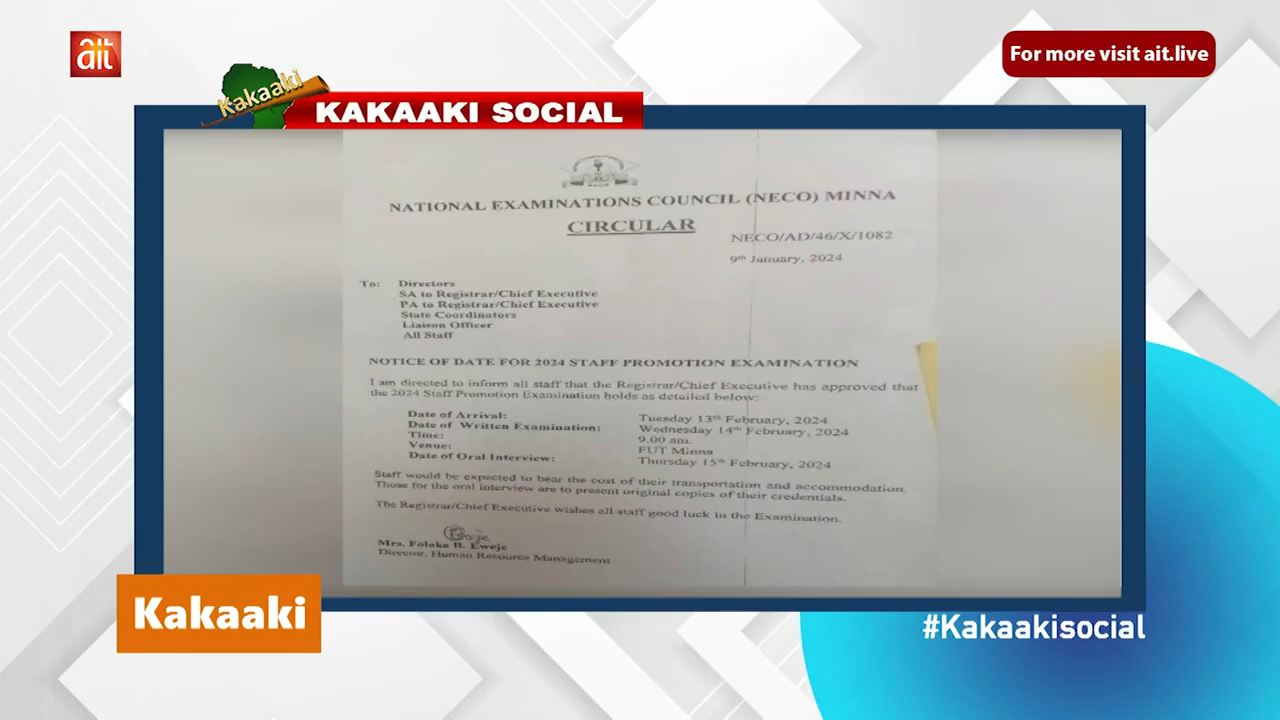 ait
For more visit ait.live
Kakaaki
KAKAAKI SOCIAL
NATIONAL EXAMINATIONS COUNCIL (NECO) MINNA
CIRCULAR
NECO/AD/46/X/1082
9th January, 2024
To: Directors
SA to Registrar/Chief Executive
PA to Registrar/Chief Executive
State Coordinators
Liaison Officer
All Staff
NOTICE OF DATE FOR 2024 STAFF PROMOTION EXAMINATION
I am directed to inform all staff that the Registrar/Chief Executive has approved that
the 2024 Staff Promotion Examination holds as detailed below:
Date of Arrival: Tuesday 13th February, 2024
Date of Written Examination: Wednesday 14th February, 2024
Time: 9.00 am.
Venue: FUT Minna
Date of Oral Interview: Thursday 15th February, 2024
Staff would be expected to bear the cost of their transportation and accommodation.
Those for the oral interview are to present original copies of their credentials.
The Registrar/Chief Executive wishes all staff good luck in the Examination.
Mrs. Folake B. Eweje
Director, Human Resource Management
Kakaaki
#Kakaakisocial